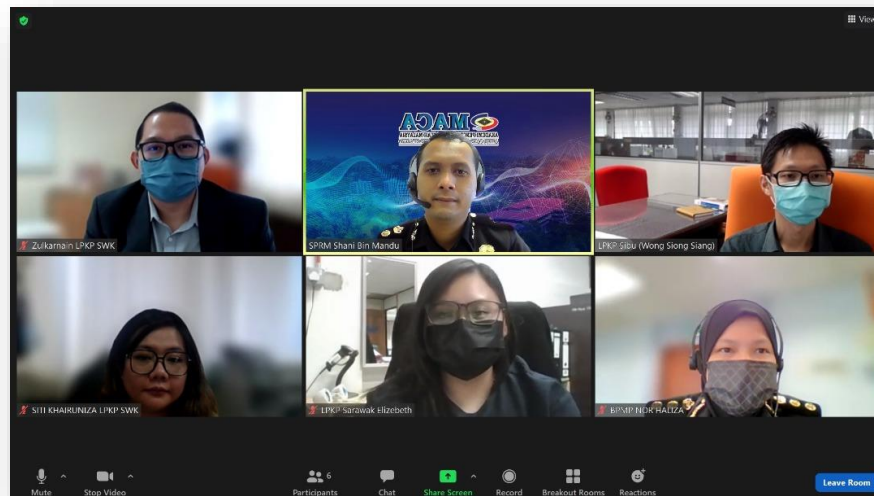 View
MACA
Zulkarnain LPKP SWK
SPRM Shani Bin Mandu
LPKP Sibu (Wong Siong Siang)
SITI KHAIRUNIZA LPKP SWK
LPKP Sarawak Elizebeth
BPMP NOR HALIZA
6
Mute
Stop Video
Participants
Chat
Share Screen
Record
Breakout Rooms
Reactions
Leave Room